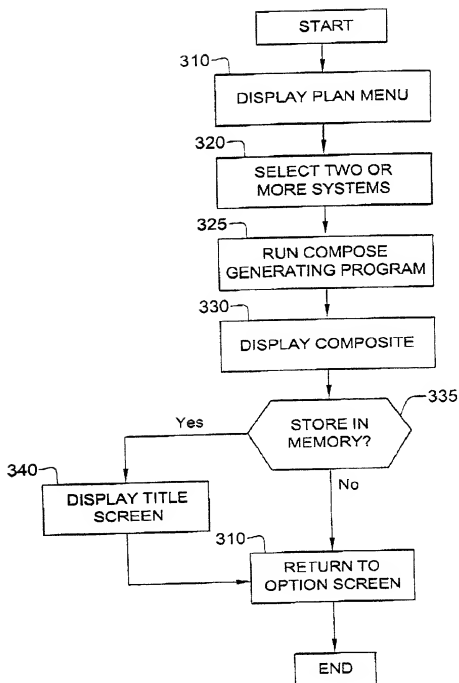 START
310
DISPLAY PLAN MENU
320
SELECT TWO OR
MORE SYSTEMS
325
RUN COMPOSE
GENERATING PROGRAM
330
DISPLAY COMPOSITE
335
STORE IN
MEMORY?
Yes
No
340
DISPLAY TITLE
SCREEN
310
RETURN TO
OPTION SCREEN
END